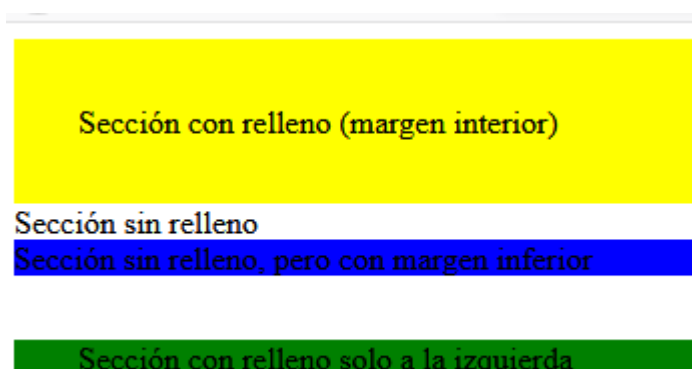 Sección con relleno (margen interior)
Sección sin relleno
Sección sin relleno, pero con margen inferior
Sección con relleno solo a la izquierda